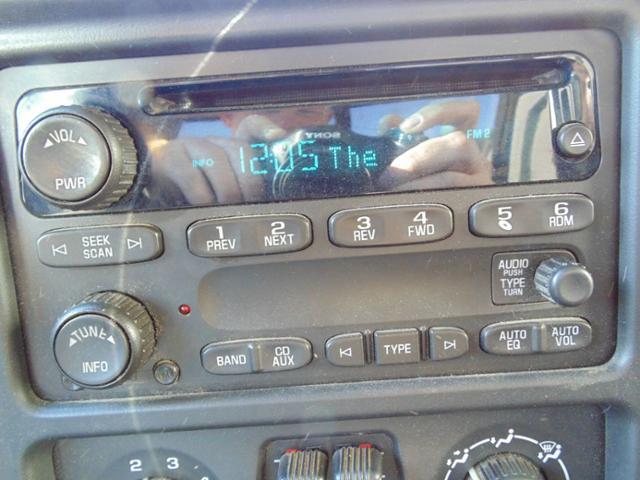 SONY
INFO 12:05 The FM2
VOL
PWR
1 PREV 2 NEXT
3 REV 4 FWD
5 6 RDM
SEEK
SCAN
AUDIO
PUSH
TYPE
TURN
TUNE
INFO
BAND CD AUX
TYPE
AUTO EQ AUTO VOL
2 3